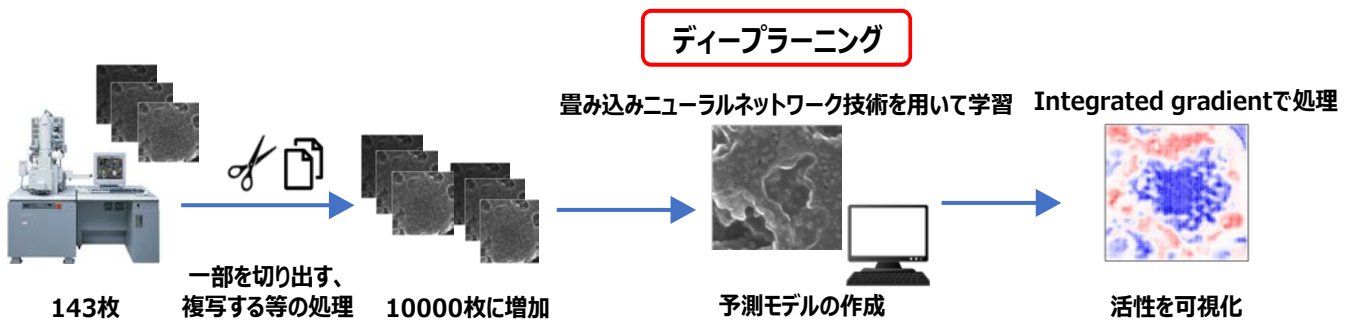 ディープラーニング
畳み込みニューラルネットワーク技術を用いて学習
Integrated gradientで処理
一部を切り出す、
複写する等の処理
143枚
10000枚に増加
予測モデルの作成
活性を可視化